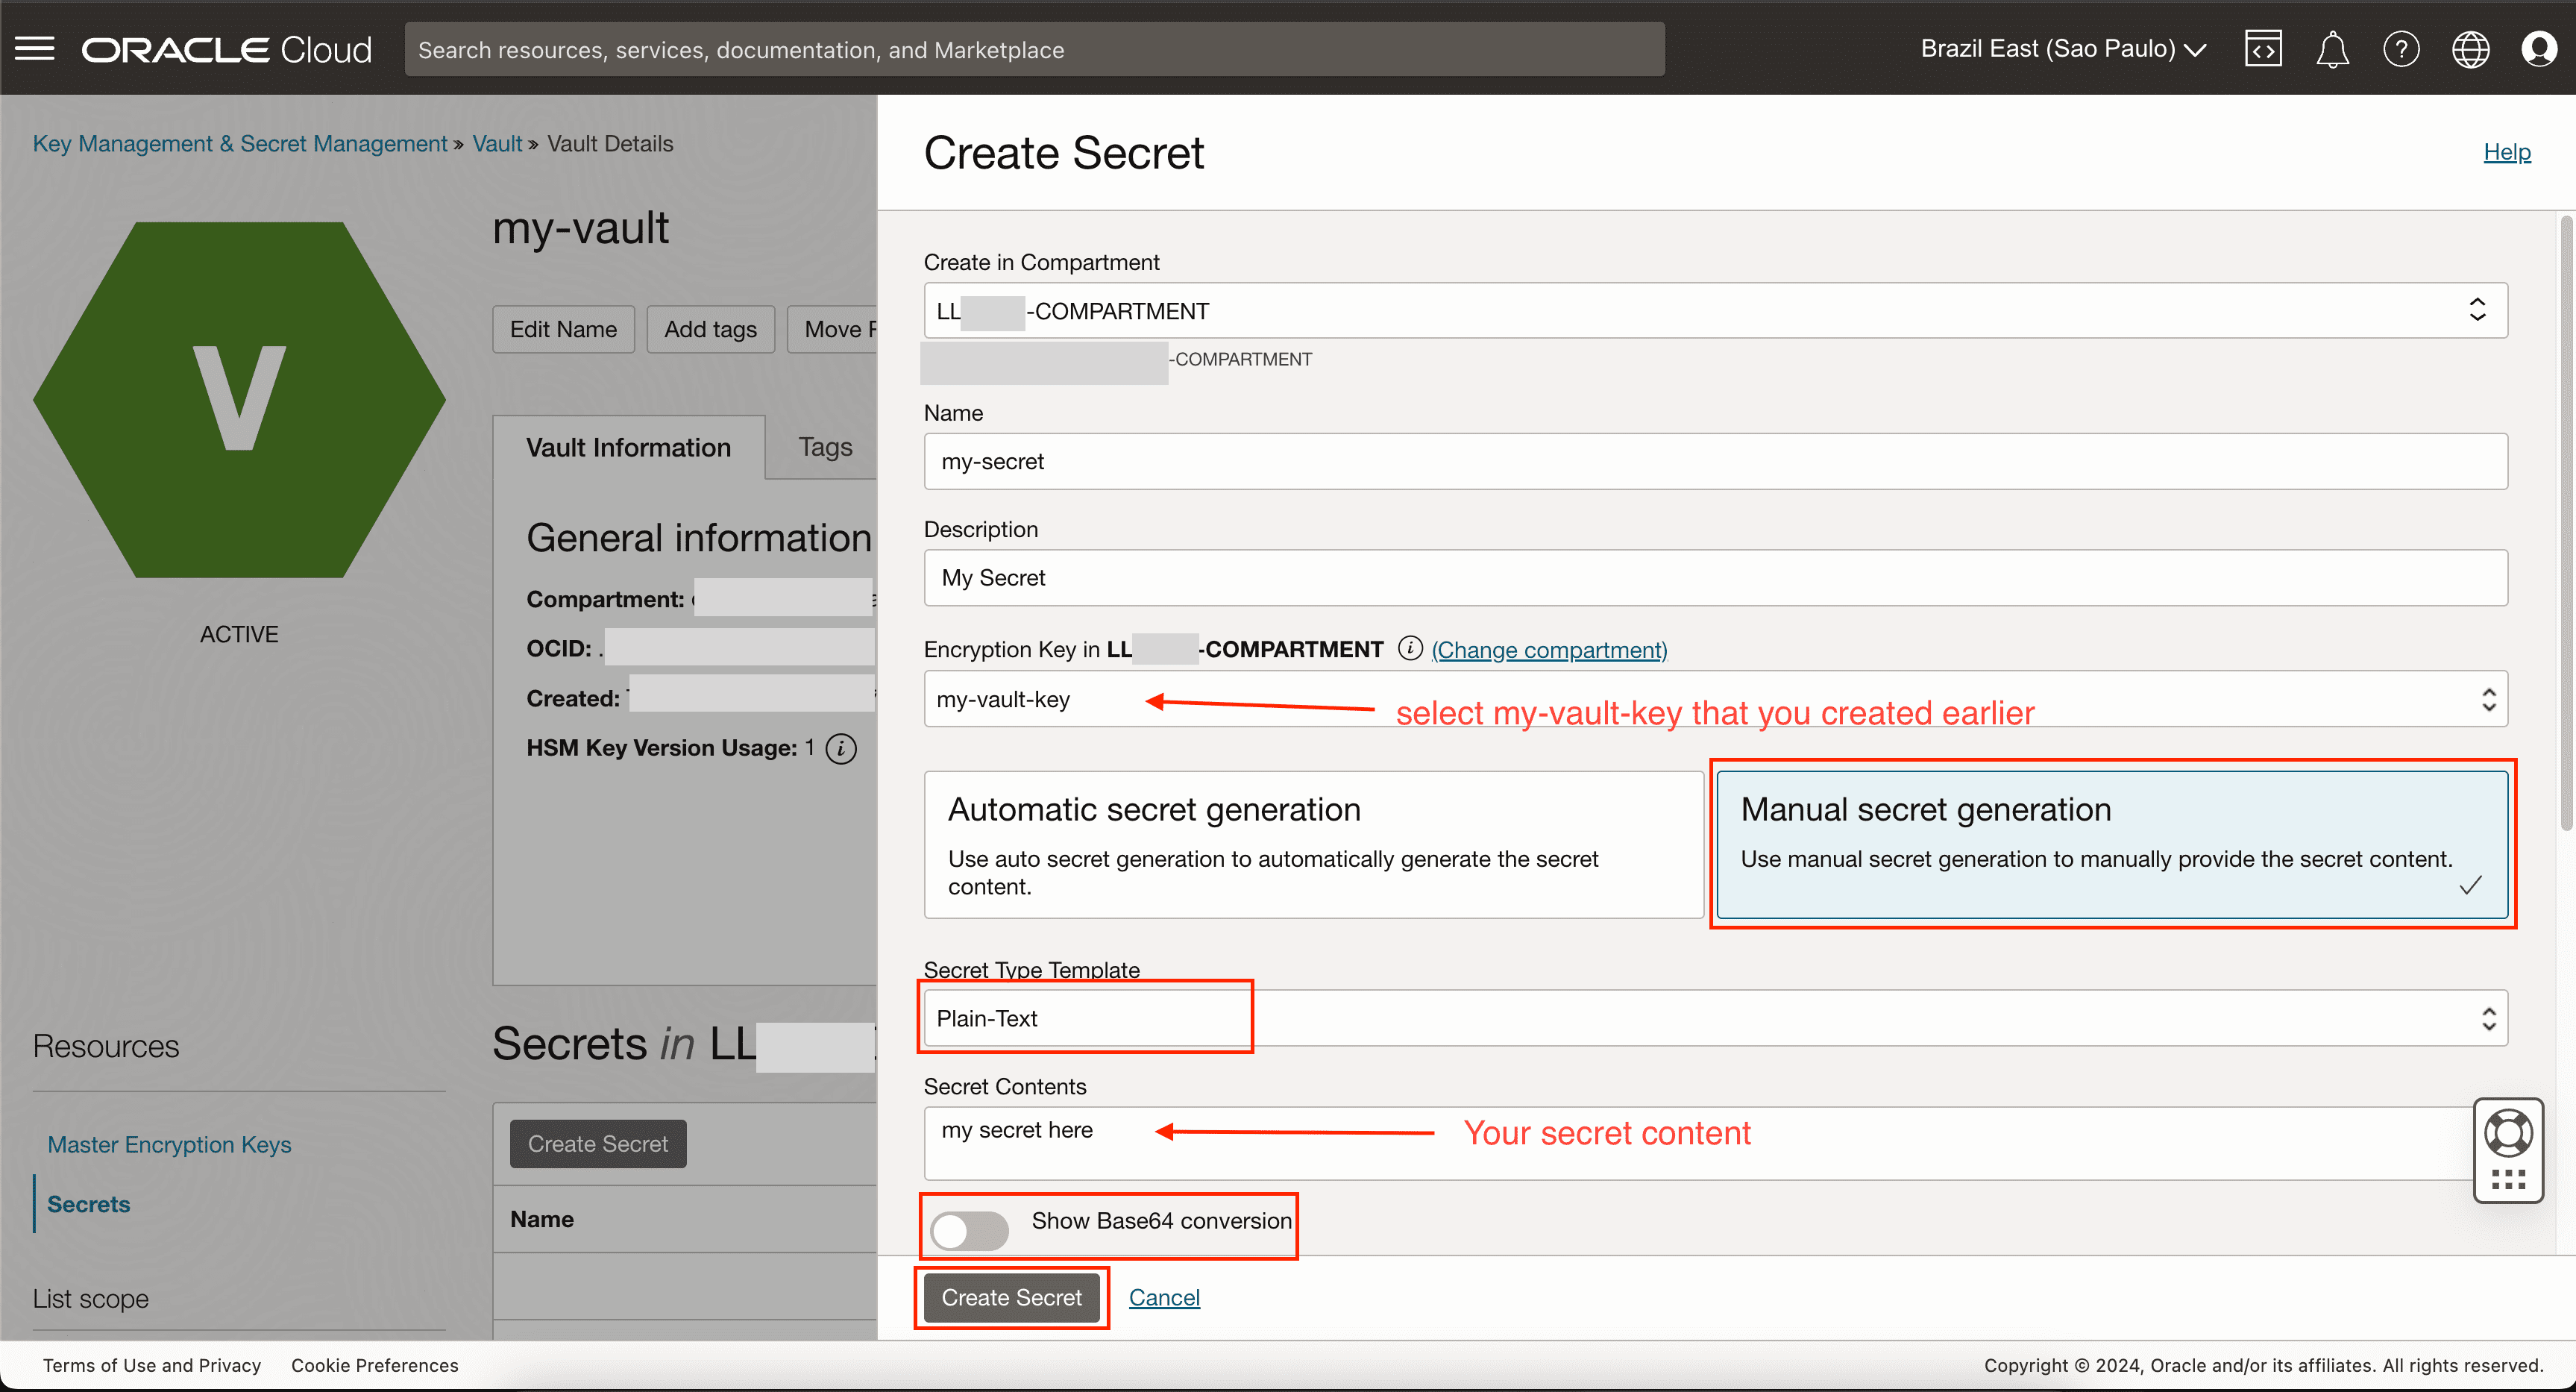 ORACLE Cloud
Search resources, services, documentation, and Marketplace
Brazil East (Sao Paulo)
Key Management & Secret Management » Vault » Vault Details
V
ACTIVE
my-vault
Edit Name
Add tags
Move
Vault Information
Tags
General information
Compartment:
OCID:
Created:
HSM Key Version Usage: 1
Resources
Master Encryption Keys
Secrets
List scope
Secrets in LL
Create Secret
Name
Create Secret
Help
Create in Compartment
LL -COMPARTMENT
-COMPARTMENT
Name
my-secret
Description
My Secret
Encryption Key in LL -COMPARTMENT (Change compartment)
my-vault-key
select my-vault-key that you created earlier
Automatic secret generation
Use auto secret generation to automatically generate the secret
content.
Manual secret generation
Use manual secret generation to manually provide the secret content.
Secret Type Template
Plain-Text
Secret Contents
my secret here
Your secret content
Show Base64 conversion
Create Secret
Cancel
Terms of Use and Privacy
Cookie Preferences
Copyright © 2024, Oracle and/or its affiliates. All rights reserved.